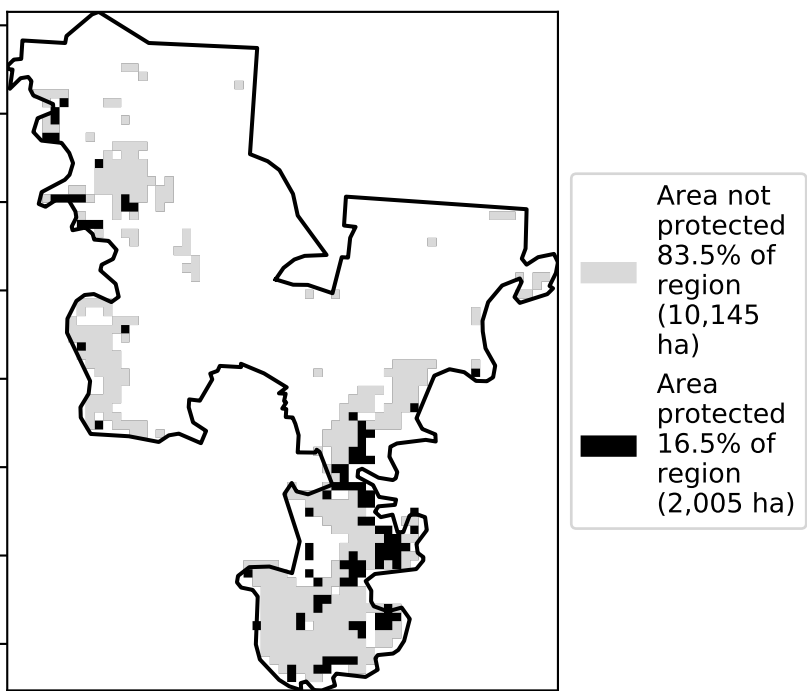 Area not
protected
83.5% of
region
(10,145
ha)
Area
protected
16.5% of
region
(2,005 ha)